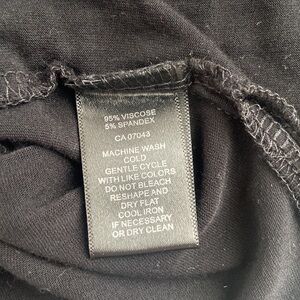 95% VISCOSE
5% SPANDEX
CA 07043
MACHINE WASH
COLD
GENTLE CYCLE
WITH LIKE COLORS
DO NOT BLEACH
RESHAPE AND
DRY FLAT
COOL IRON
IF NECESSARY
OR DRY CLEAN